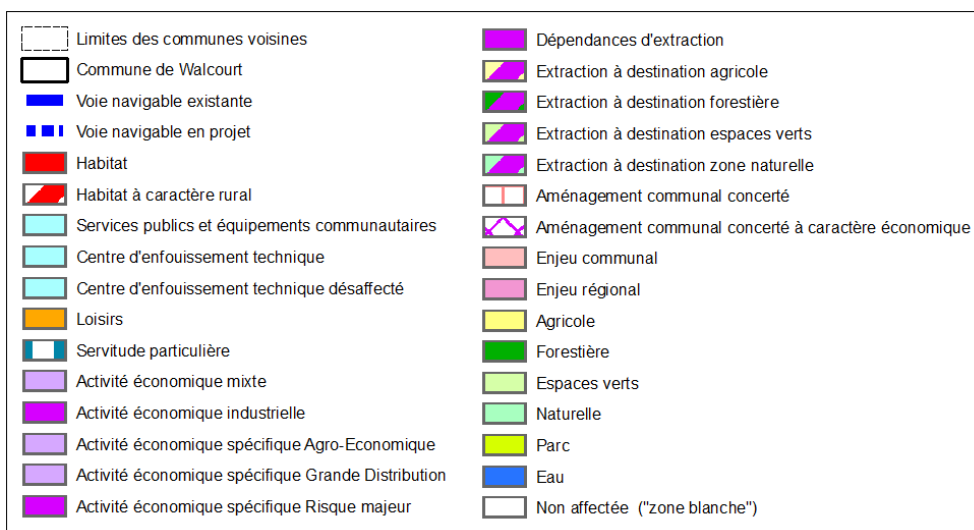 Limites des communes voisines
Commune de Walcourt
Voie navigable existante
Voie navigable en projet
Habitat
Habitat à caractère rural
Services publics et équipements communautaires
Centre d'enfouissement technique
Centre d'enfouissement technique désaffecté
Loisirs
Servitude particulière
Activité économique mixte
Activité économique industrielle
Activité économique spécifique Agro-Economique
Activité économique spécifique Grande Distribution
Activité économique spécifique Risque majeur
Dépendances d'extraction
Extraction à destination agricole
Extraction à destination forestière
Extraction à destination espaces verts
Extraction à destination zone naturelle
Aménagement communal concerté
Aménagement communal concerté à caractère économique
Enjeu communal
Enjeu régional
Agricole
Forestière
Espaces verts
Naturelle
Parc
Eau
Non affectée ("zone blanche")